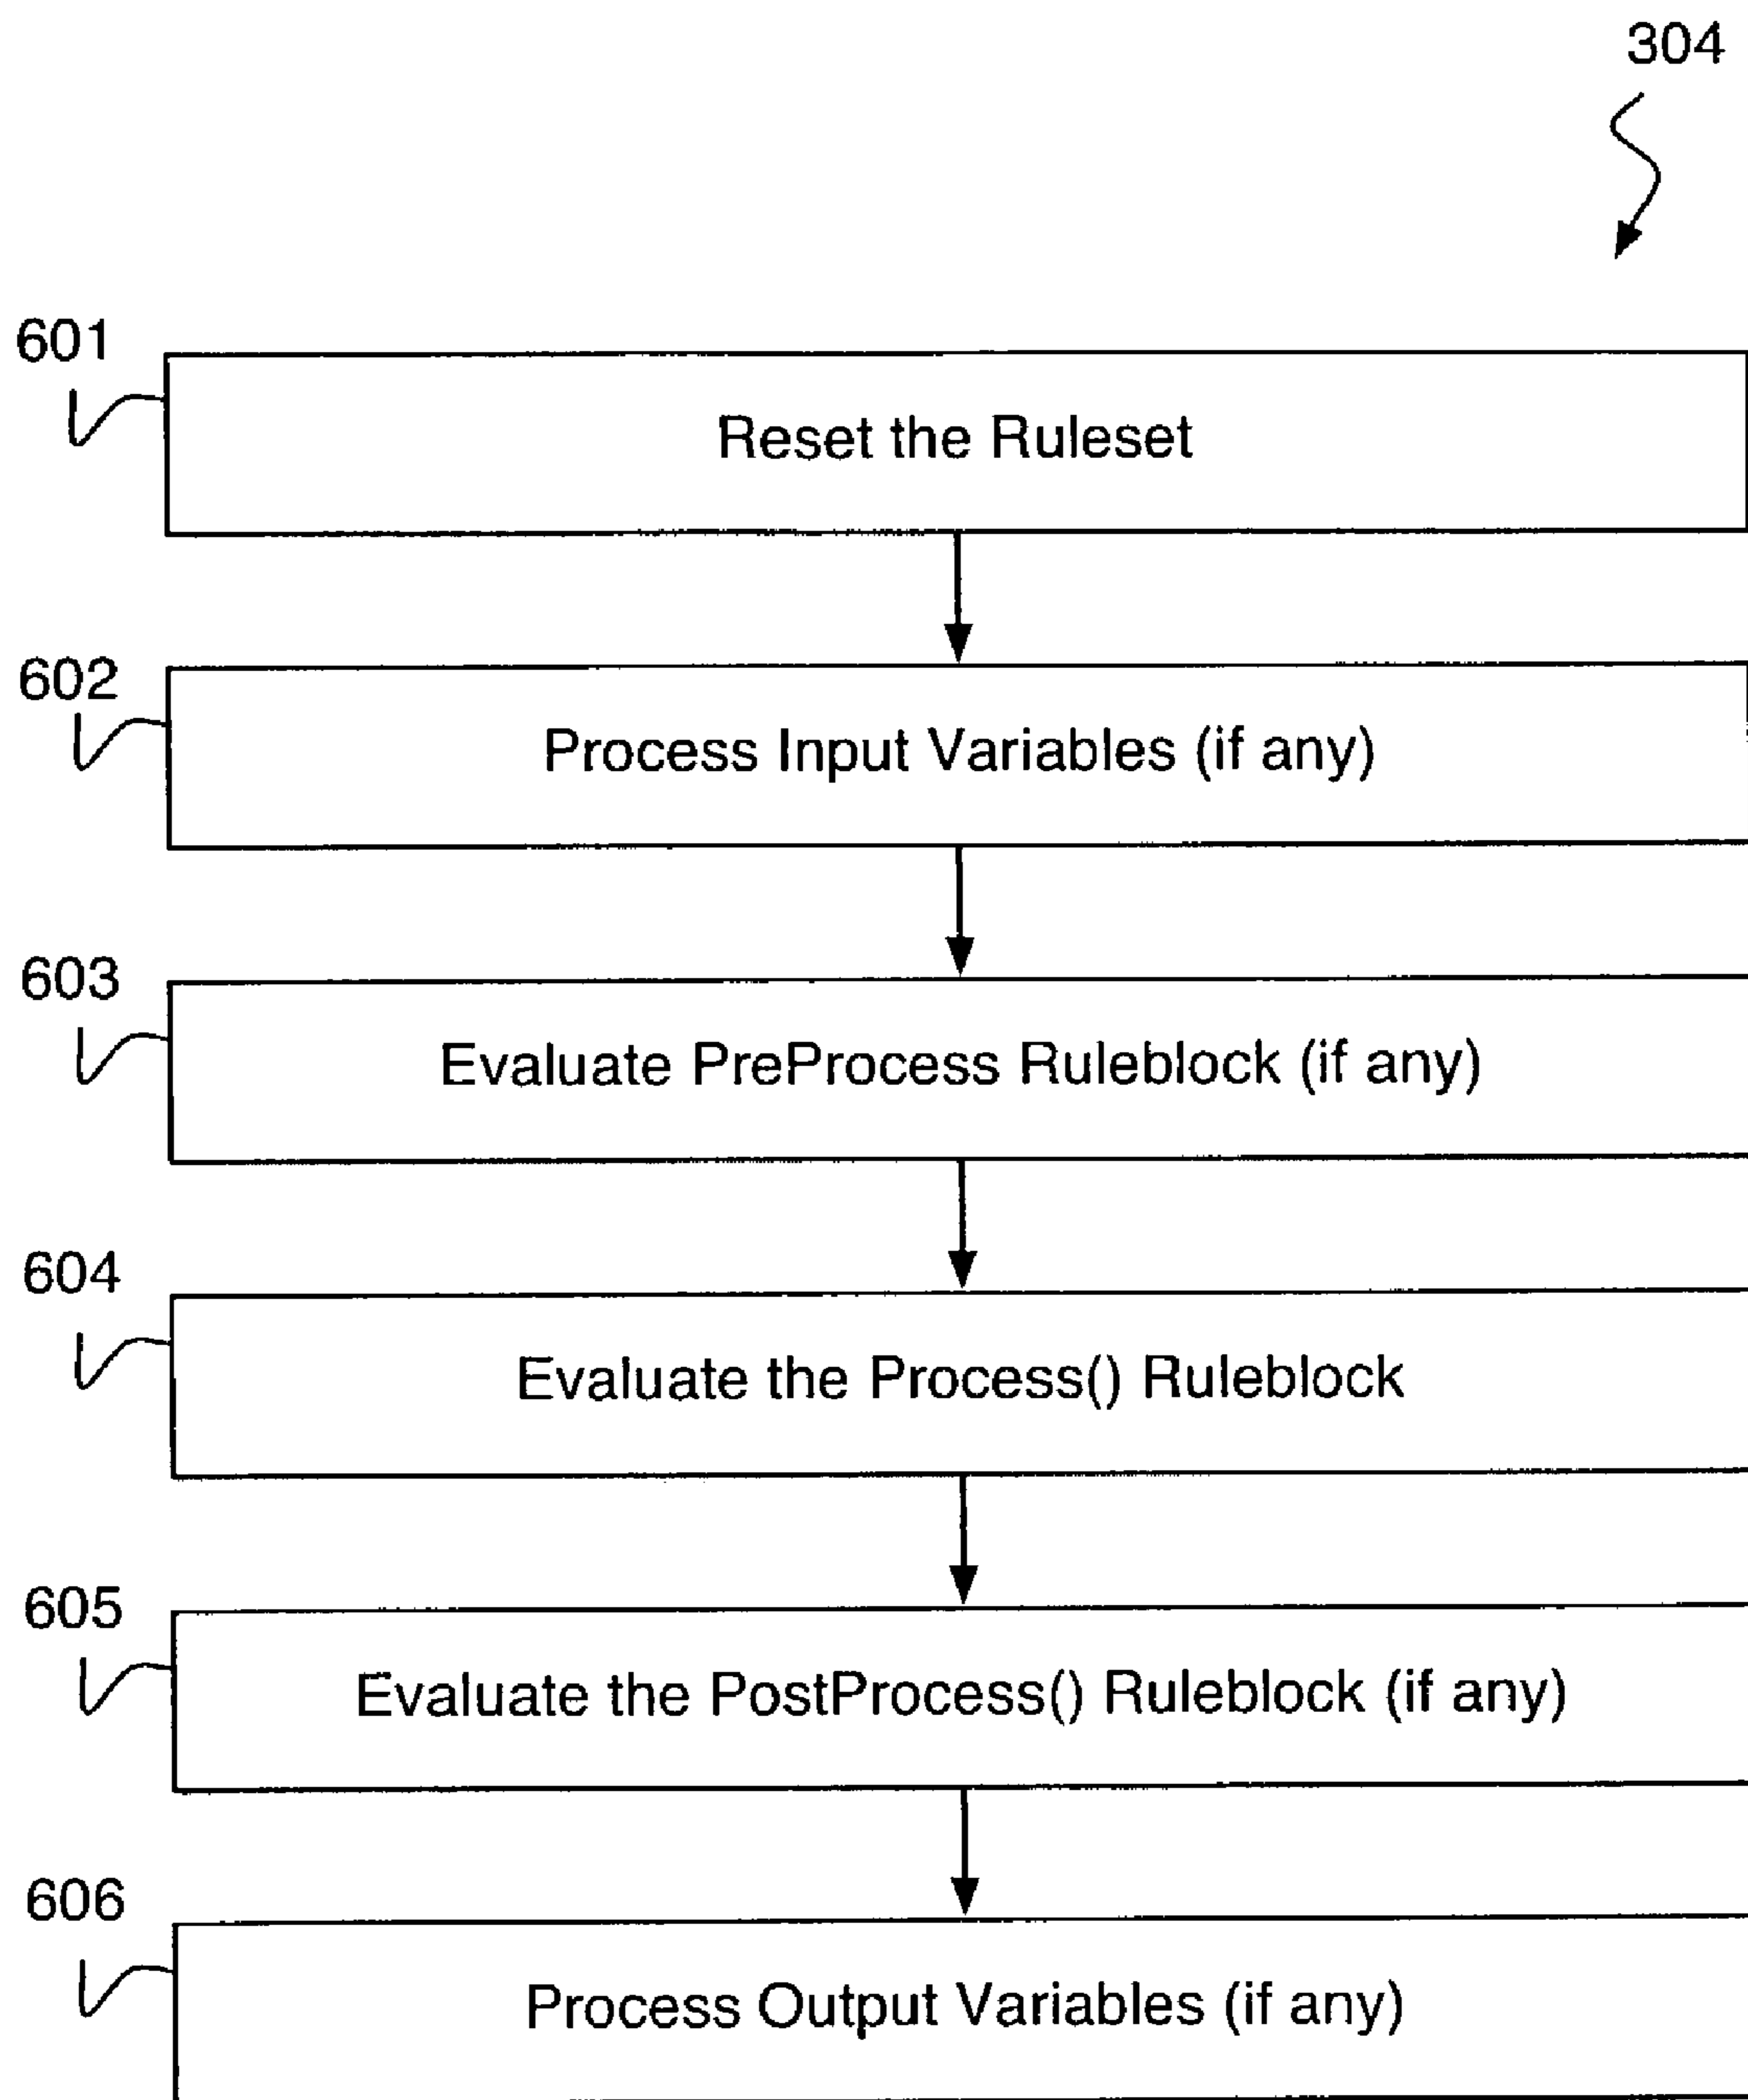 304
601
Reset the Ruleset
602
Process Input Variables (if any)
603
Evaluate PreProcess Ruleblock (if any)
604
Evaluate the Process() Ruleblock
605
Evaluate the PostProcess() Ruleblock (if any)
606
Process Output Variables (if any)